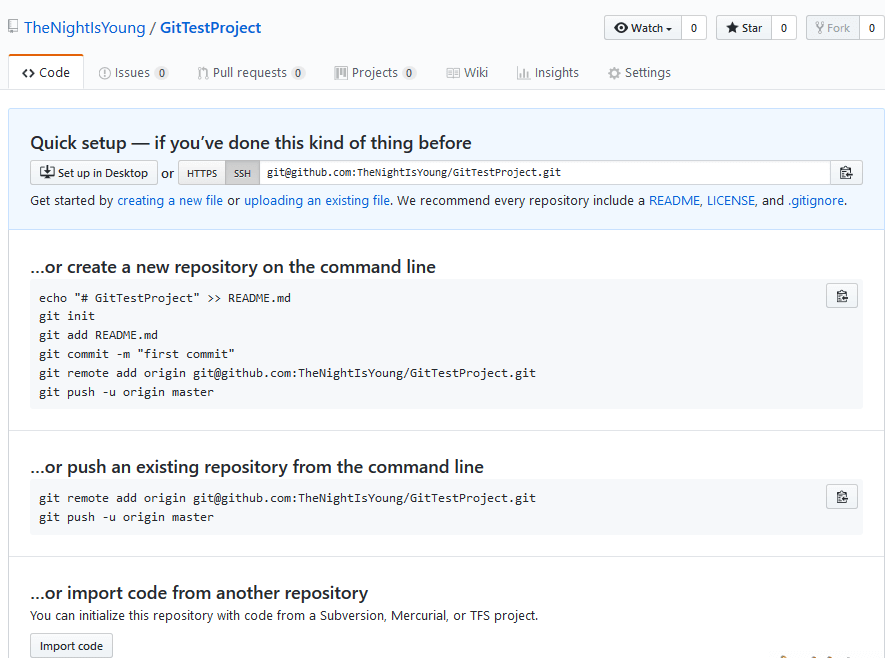 TheNightIsYoung / GitTestProject
Watch 0 Star 0 Fork 0
Code Issues 0 Pull requests 0 Projects 0 Wiki Insights Settings
Quick setup — if you’ve done this kind of thing before
Set up in Desktop or HTTPS SSH git@github.com:TheNightIsYoung/GitTestProject.git
Get started by creating a new file or uploading an existing file. We recommend every repository include a README, LICENSE, and .gitignore.
…or create a new repository on the command line
echo "# GitTestProject" >> README.md
git init
git add README.md
git commit -m "first commit"
git remote add origin git@github.com:TheNightIsYoung/GitTestProject.git
git push -u origin master
…or push an existing repository from the command line
git remote add origin git@github.com:TheNightIsYoung/GitTestProject.git
git push -u origin master
…or import code from another repository
You can initialize this repository with code from a Subversion, Mercurial, or TFS project.
Import code